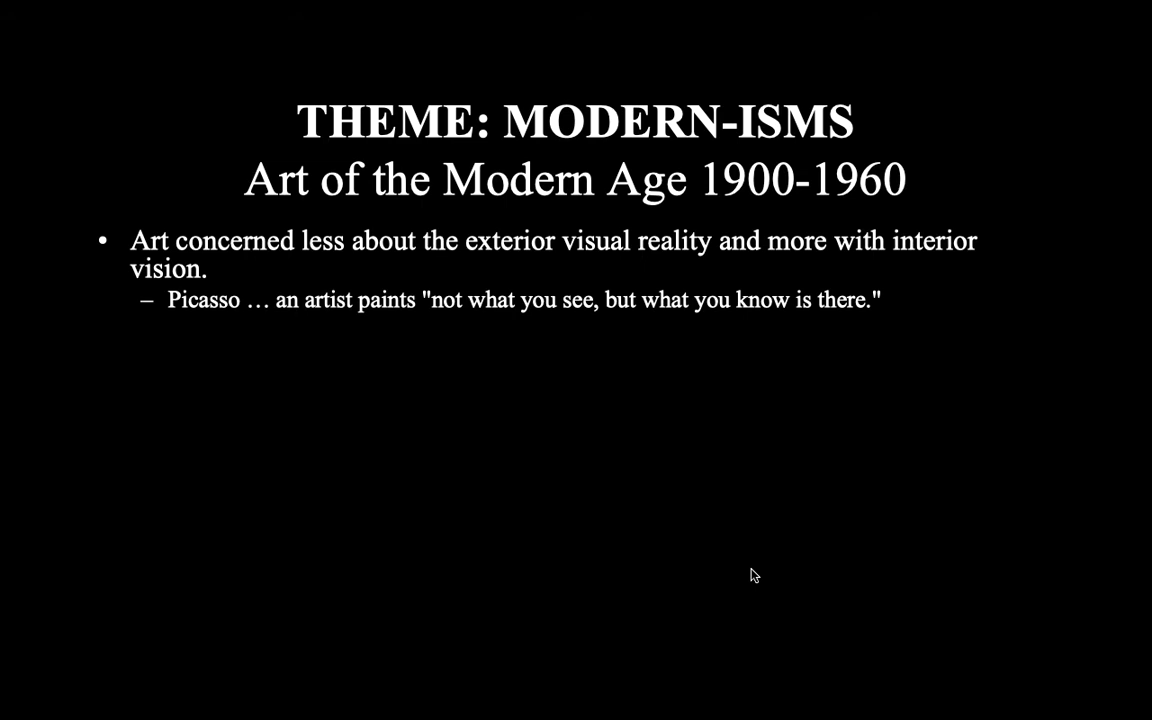 THEME: MODERN-ISMS
Art of the Modern Age 1900-1960
• Art concerned less about the exterior visual reality and more with interior
vision.
– Picasso … an artist paints "not what you see, but what you know is there."